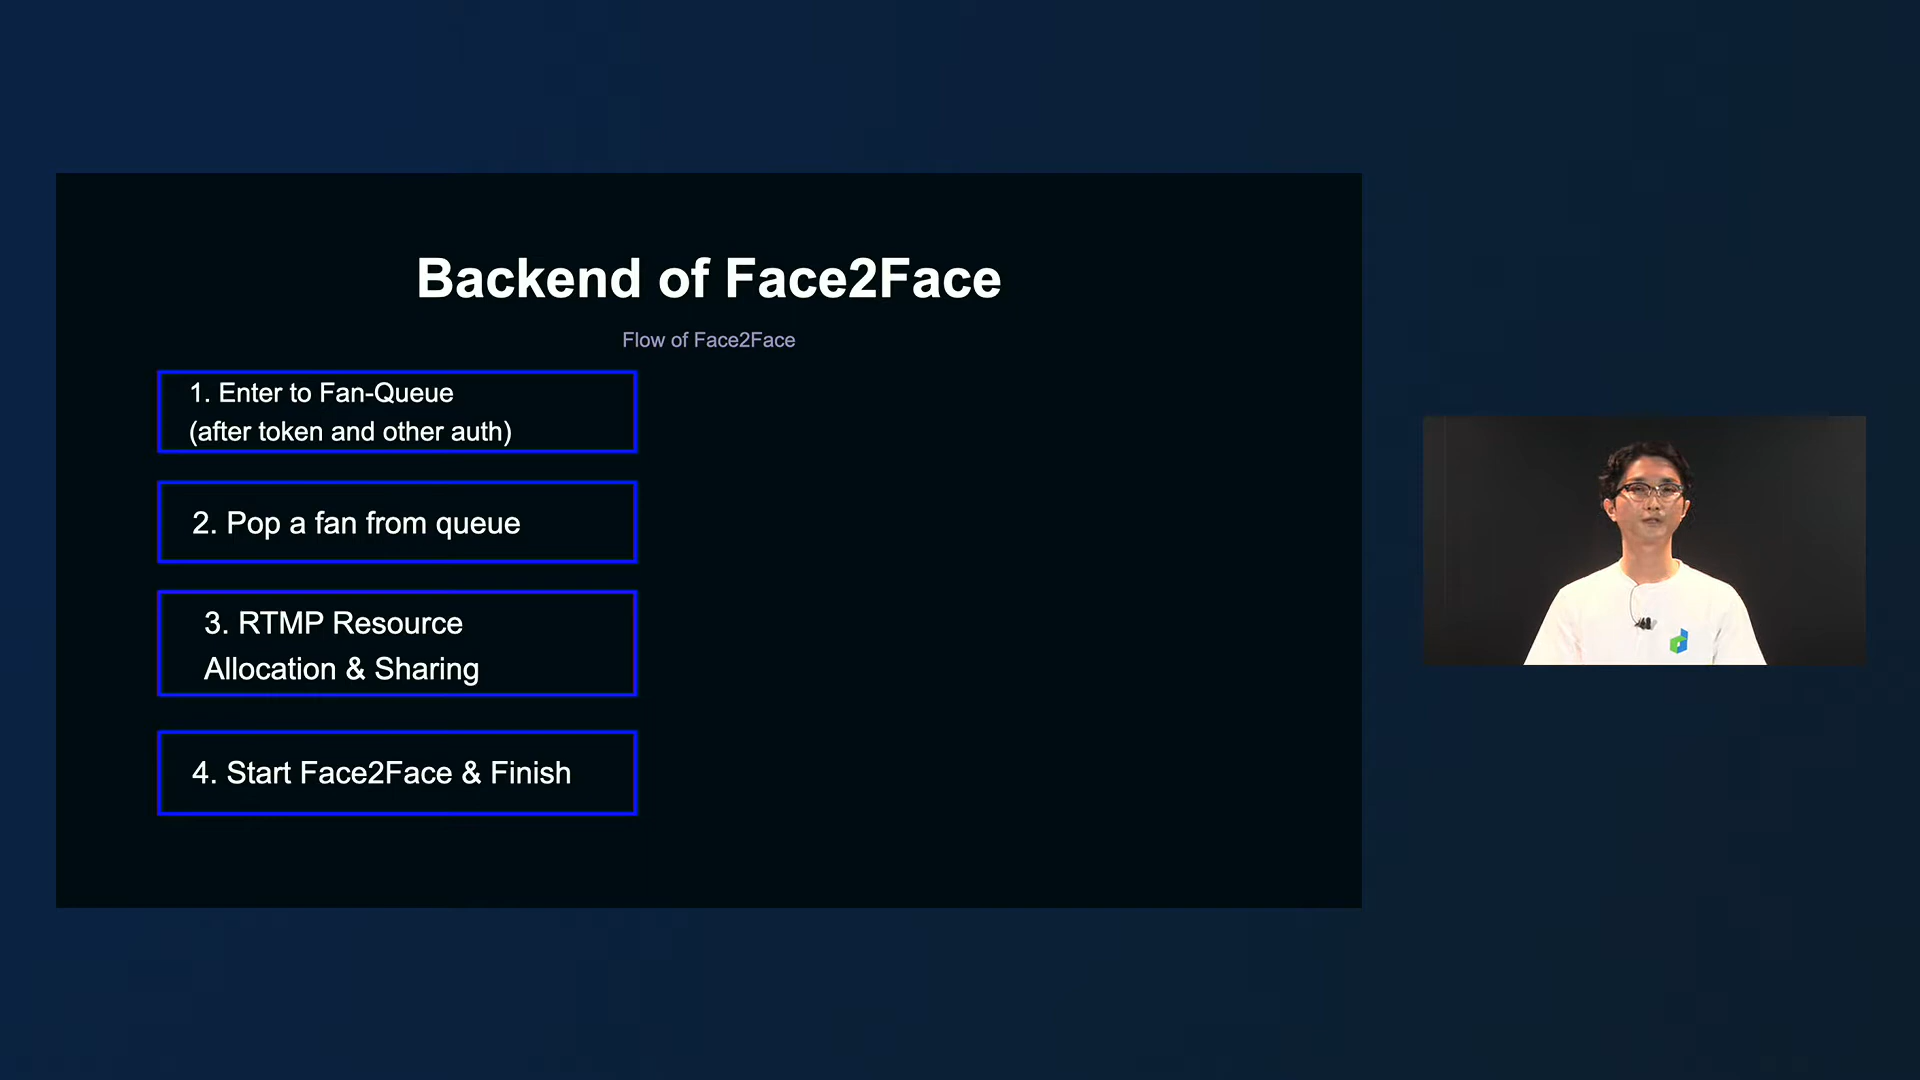 Backend of Face2Face
Flow of Face2Face
1. Enter to Fan-Queue
(after token and other auth)
2. Pop a fan from queue
3. RTMP Resource
Allocation & Sharing
4. Start Face2Face & Finish